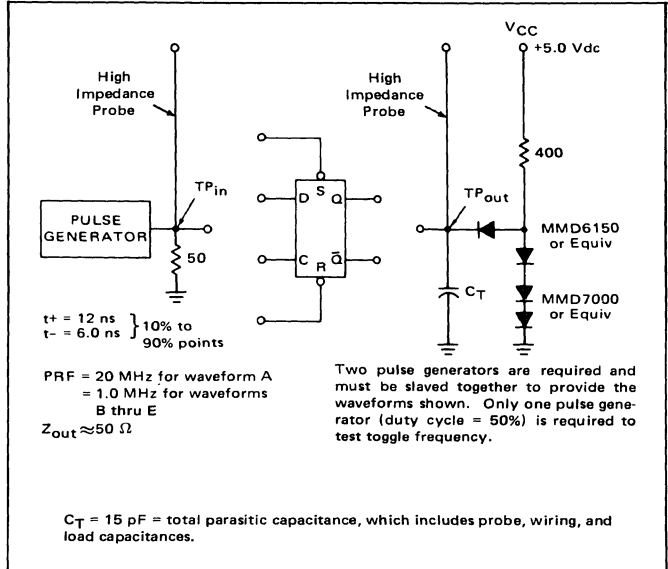 High
Impedance
Probe
TPin
PULSE
GENERATOR
50
t+ = 12 ns
t– = 6.0 ns
} 10% to
90% points
PRF = 20 MHz for waveform A
= 1.0 MHz for waveforms
B thru E
Zout ≈50 Ω
S
D Q
C Q̅
R
High
Impedance
Probe
VCC
+5.0 Vdc
400
TPout
MMD6150
or Equiv
CT
MMD7000
or Equiv
Two pulse generators are required and
must be slaved together to provide the
waveforms shown. Only one pulse gene-
rator (duty cycle = 50%) is required to
test toggle frequency.
CT = 15 pF = total parasitic capacitance, which includes probe, wiring, and
load capacitances.